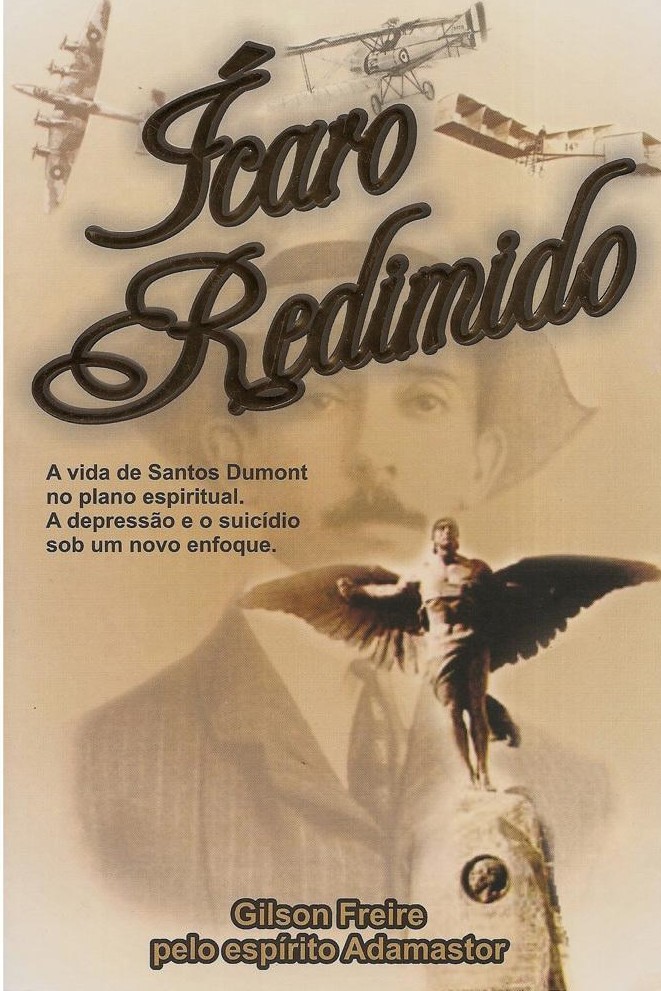 Ícaro
Redimido
A vida de Santos Dumont
no plano espiritual.
A depressão e o suicídio
sob um novo enfoque.
Gilson Freire
pelo espírito Adamastor